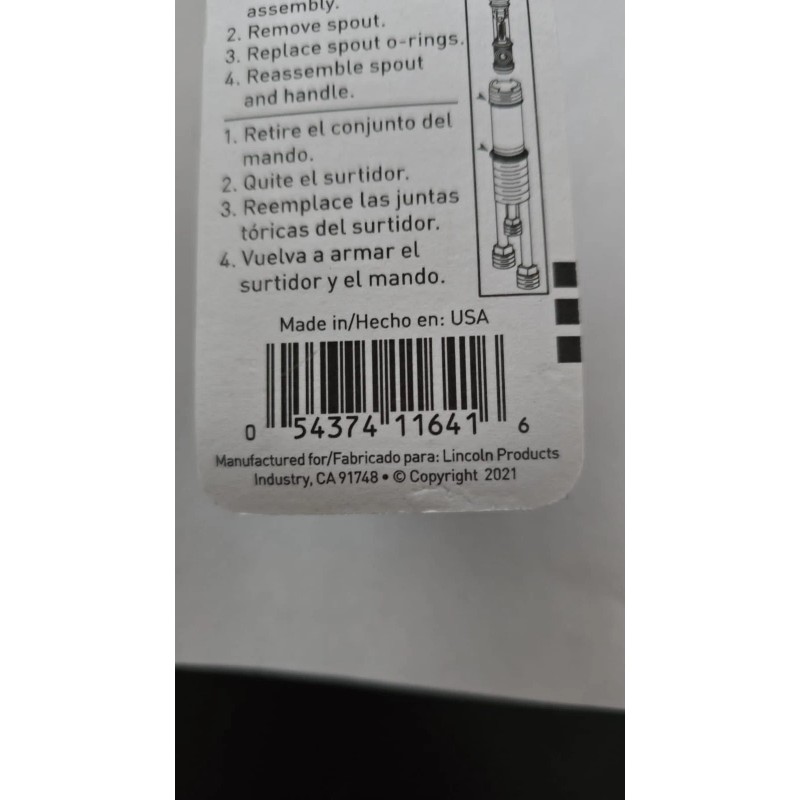 assembly.
2. Remove spout.
3. Replace spout o-rings.
4. Reassemble spout
and handle.
1. Retire el conjunto del
mando.
2. Quite el surtidor.
3. Reemplace las juntas
tóricas del surtidor.
4. Vuelva a armar el
surtidor y el mando.
Made in/Hecho en: USA
0 54374 11641 6
Manufactured for/Fabricado para: Lincoln Products
Industry, CA 91748 • © Copyright 2021